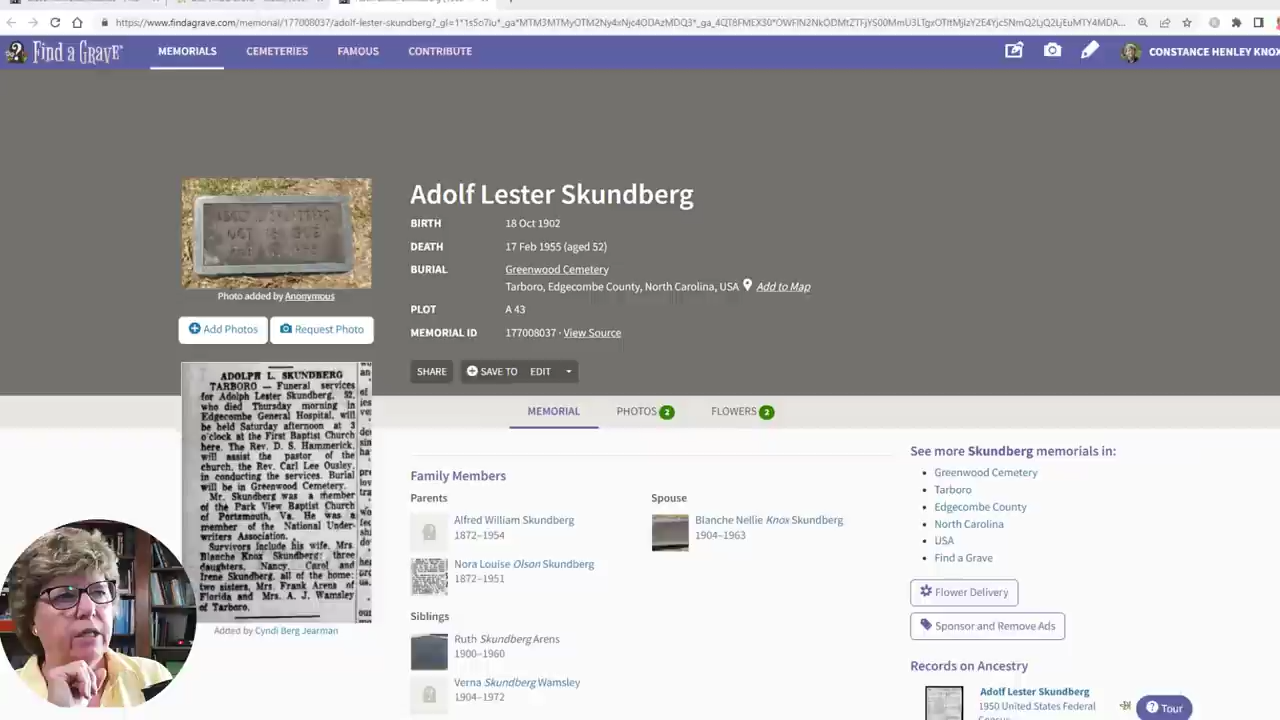 https://www.findagrave.com/memorial/177008037/adolf-lester-skundberg?_gl=
Find a Grave®
MEMORIALS
CEMETERIES
FAMOUS
CONTRIBUTE
CONSTANCE HENLEY KNOX
Photo added by Anonymous
Add Photos
Request Photo
Adolf Lester Skundberg
BIRTH 18 Oct 1902
DEATH 17 Feb 1955 (aged 52)
BURIAL Greenwood Cemetery
Tarboro, Edgecombe County, North Carolina, USA Add to Map
PLOT A 43
MEMORIAL ID 177008037 · View Source
SHARE
SAVE TO
EDIT
MEMORIAL
PHOTOS 2
FLOWERS 2
ADOLPH L. SKUNDBERG
TARBORO — Funeral services
for Adolph Lester Skundberg, 52,
who died Thursday morning in
Edgecombe General Hospital, will
be held Saturday afternoon at 3
o'clock at the First Baptist Church
here. The Rev. D. S. Hammerick,
will assist the pastor of the
church, the Rev. Carl Lee Ousley,
in conducting the services. Burial
will be in Greenwood Cemetery.
Mr. Skundberg was a member
of the Park View Baptist Church
of Portsmouth, Va. He was a
member of the National Under-
writers Association.
Survivors include his wife, Mrs.
Blanche Knox Skundberg; three
daughters, Nancy, Carol and
Irene Skundberg, all of the home;
two sisters, Mrs. Frank Arens of
Florida and Mrs. A. J. Wamsley
of Tarboro.
Added by Cyndi Berg Jearman
Family Members
Parents
Alfred William Skundberg
1872–1954
Nora Louise Olson Skundberg
1872–1951
Siblings
Ruth Skundberg Arens
1900–1960
Verna Skundberg Wamsley
1904–1972
Spouse
Blanche Nellie Knox Skundberg
1904–1963
See more Skundberg memorials in:
Greenwood Cemetery
Tarboro
Edgecombe County
North Carolina
USA
Find a Grave
Flower Delivery
Sponsor and Remove Ads
Records on Ancestry
Adolf Lester Skundberg
1950 United States Federal
Census
Tour